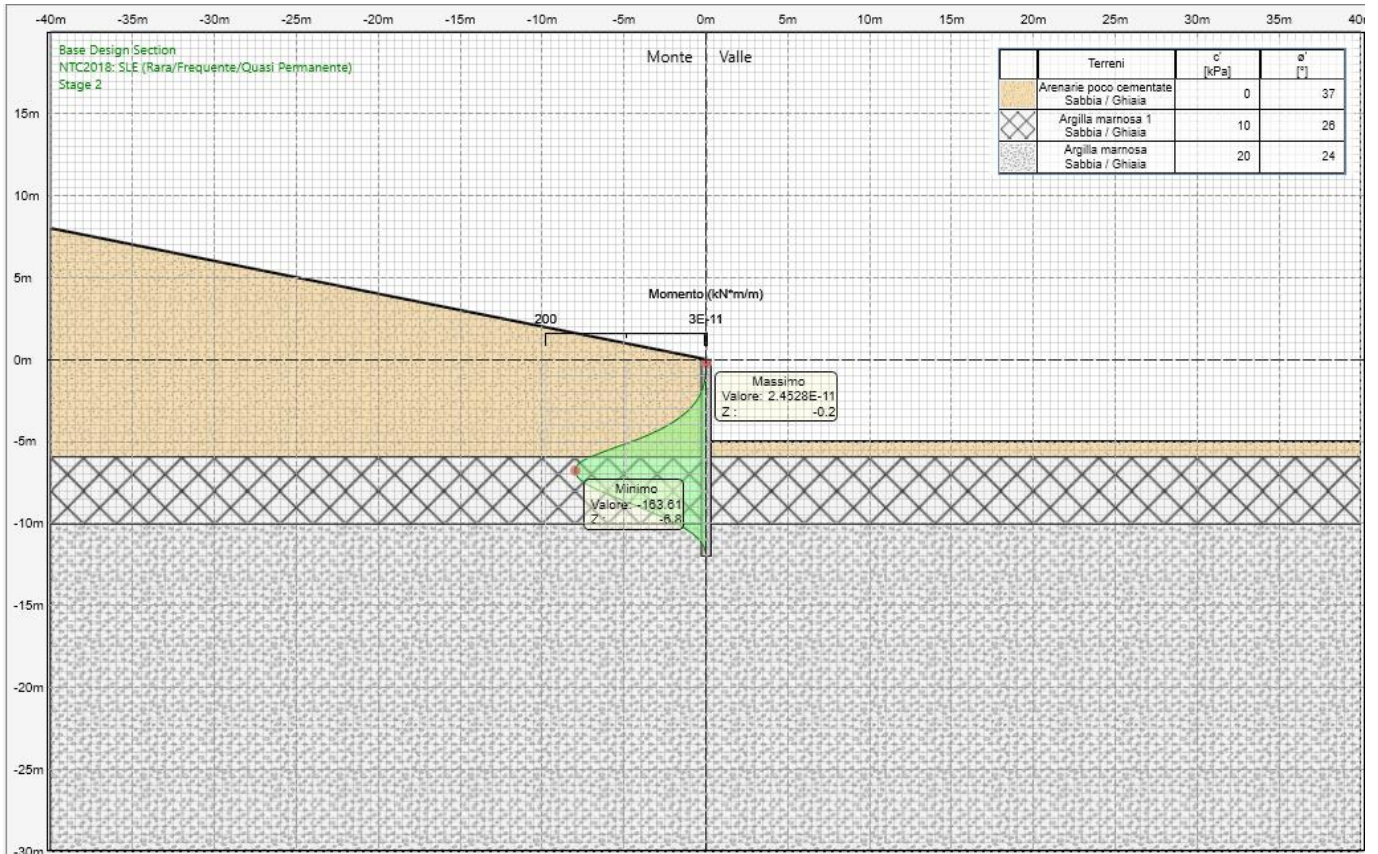 -40m -35m -30m -25m -20m -15m -10m -5m 0m 5m 10m 15m 20m 25m 30m 35m
Base Design Section
NTC2018: SLE (Rara/Frequente/Quasi Permanente)
Stage 2
Monte Valle
Terreni c' ø'
[kPa] [°]
Arenarie poco cementate
Sabbia / Ghiaia 0 37
Argilla marnosa 1
Sabbia / Ghiaia 10 26
Argilla marnosa
Sabbia / Ghiaia 20 24
15m
10m
5m
Momento (kN*m/m)
200 3E-11
0m
Massimo
Valore: 2.4528E-11
Z : -0.2
-5m
Minimo
Valore: -163.61
Z : -6.8
-10m
-15m
-20m
-25m
-30m